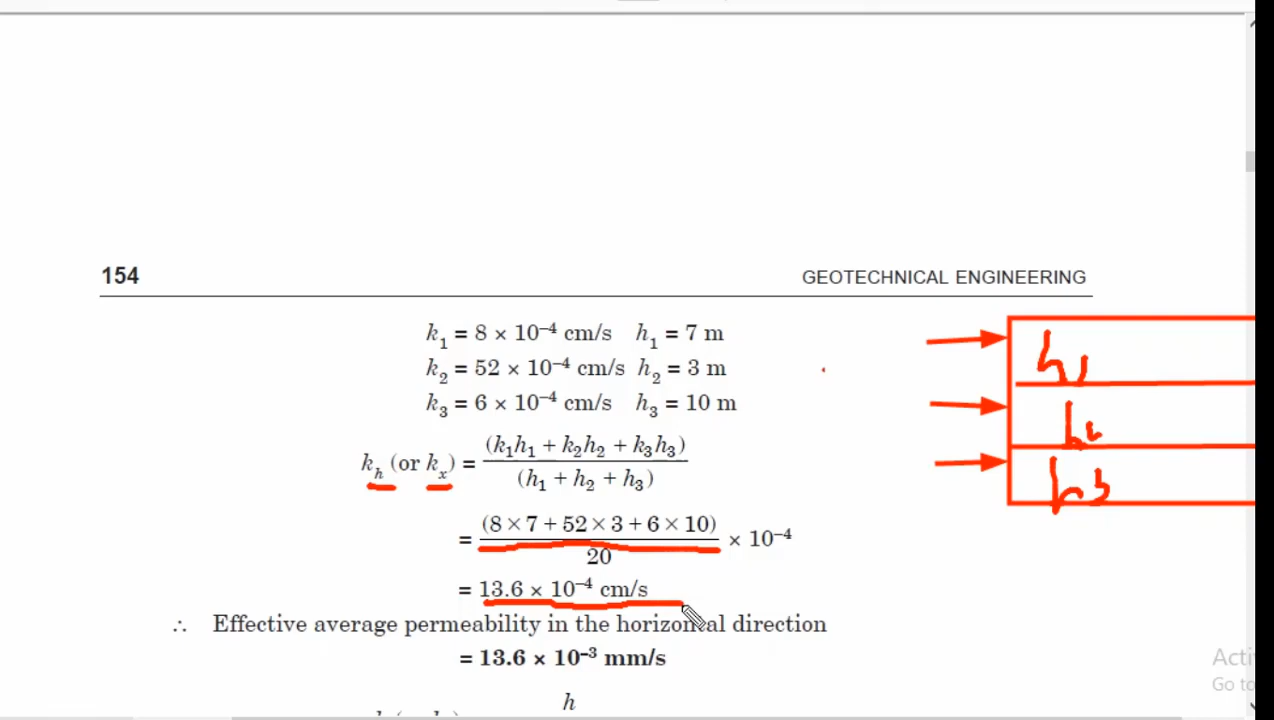 154 GEOTECHNICAL ENGINEERING
k₁ = 8 × 10⁻⁴ cm/s h₁ = 7 m
k₂ = 52 × 10⁻⁴ cm/s h₂ = 3 m
k₃ = 6 × 10⁻⁴ cm/s h₃ = 10 m
kₕ (or kₓ) = (k₁h₁ + k₂h₂ + k₃h₃) / (h₁ + h₂ + h₃)
= (8 × 7 + 52 × 3 + 6 × 10) / 20 × 10⁻⁴
= 13.6 × 10⁻⁴ cm/s
∴ Effective average permeability in the horizontal direction
= 13.6 × 10⁻³ mm/s
h
h1
h2
h3
Acti
Go to